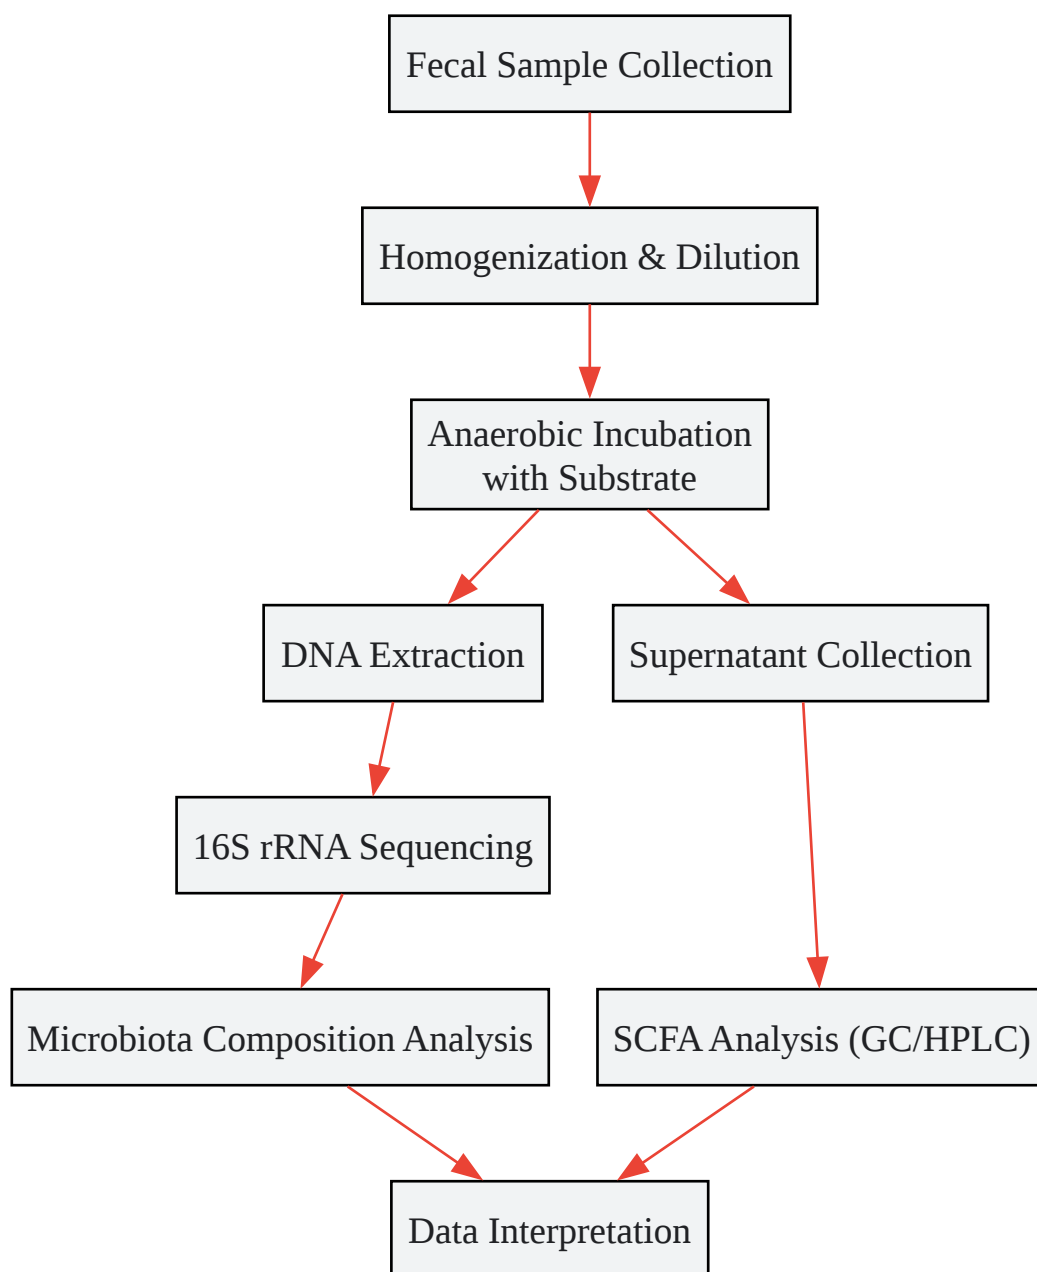 Fecal Sample Collection
Homogenization & Dilution
Anaerobic Incubation
with Substrate
DNA Extraction
Supernatant Collection
16S rRNA Sequencing
Microbiota Composition Analysis
SCFA Analysis (GC/HPLC)
Data Interpretation